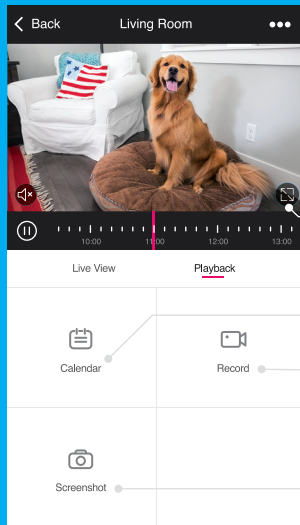 Back Living Room
10:00 11:00 12:00 13:00
Live View Playback
Calendar Record
Screenshot